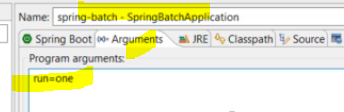 Name: spring-batch - SpringBatchApplication
Spring Boot (x)= Arguments JRE Classpath Source
Program arguments:
run=one